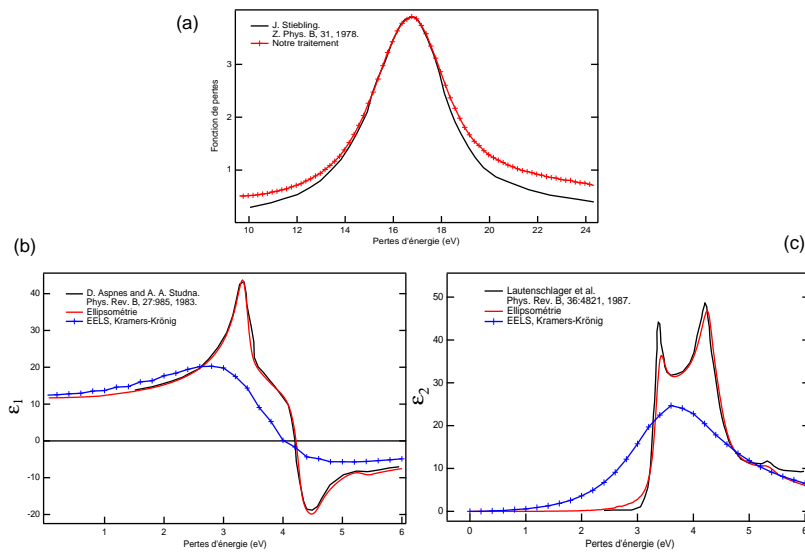 (a)
J. Stiebling.
Z. Phys. B, 31, 1978.
Notre traitement
Fonction de pertes
3
2
1
10 12 14 16 18 20 22 24
Pertes d'énergie (eV)
(b)
D. Aspnes and A. A. Studna.
Phys. Rev. B, 27:985, 1983.
Ellipsométrie
EELS, Kramers-Krönig
ε1
40
30
20
10
0
-10
-20
1 2 3 4 5 6
Pertes d'énergie (eV)
(c)
Lautenschlager et al.
Phys. Rev. B, 36:4821, 1987.
Ellipsométrie
EELS, Kramers-Krönig
ε2
50
40
30
20
10
0
0 1 2 3 4 5 6
Pertes d'énergie (eV)